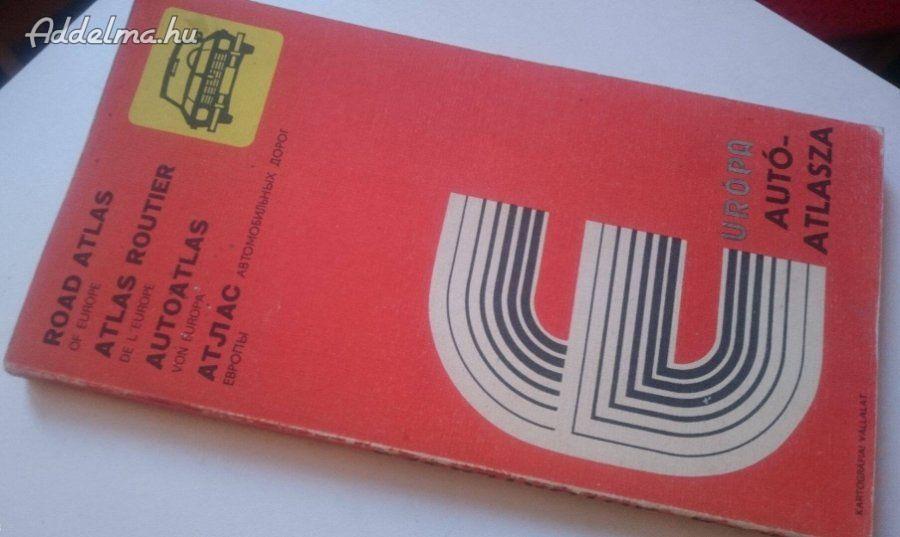 Addelma.hu
ROAD ATLAS
OF EUROPE
ATLAS ROUTIER
DE L'EUROPE
AUTOATLAS
VON EUROPA
АТЛАС АВТОМОБИЛЬНЫХ ДОРОГ
ЕВРОПЫ
EURÓPA
AUTÓ-
ATLASZA
KARTOGRÁFIAI VÁLLALAT